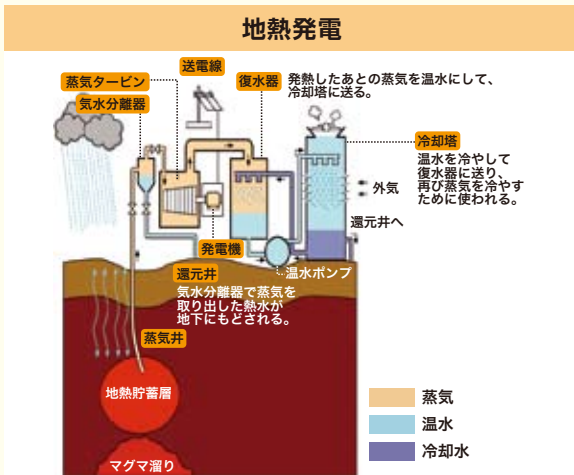 地熱発電
送電線
蒸気タービン
気水分離器
復水器
発熱したあとの蒸気を温水にして、
冷却塔に送る。
冷却塔
温水を冷やして
復水器に送り、
再び蒸気を冷やす
ために使われる。
外気
還元井へ
発電機
温水ポンプ
還元井
気水分離器で蒸気を
取り出した熱水が
地下にもどされる。
蒸気井
地熱貯蓄層
マグマ溜り
蒸気
温水
冷却水